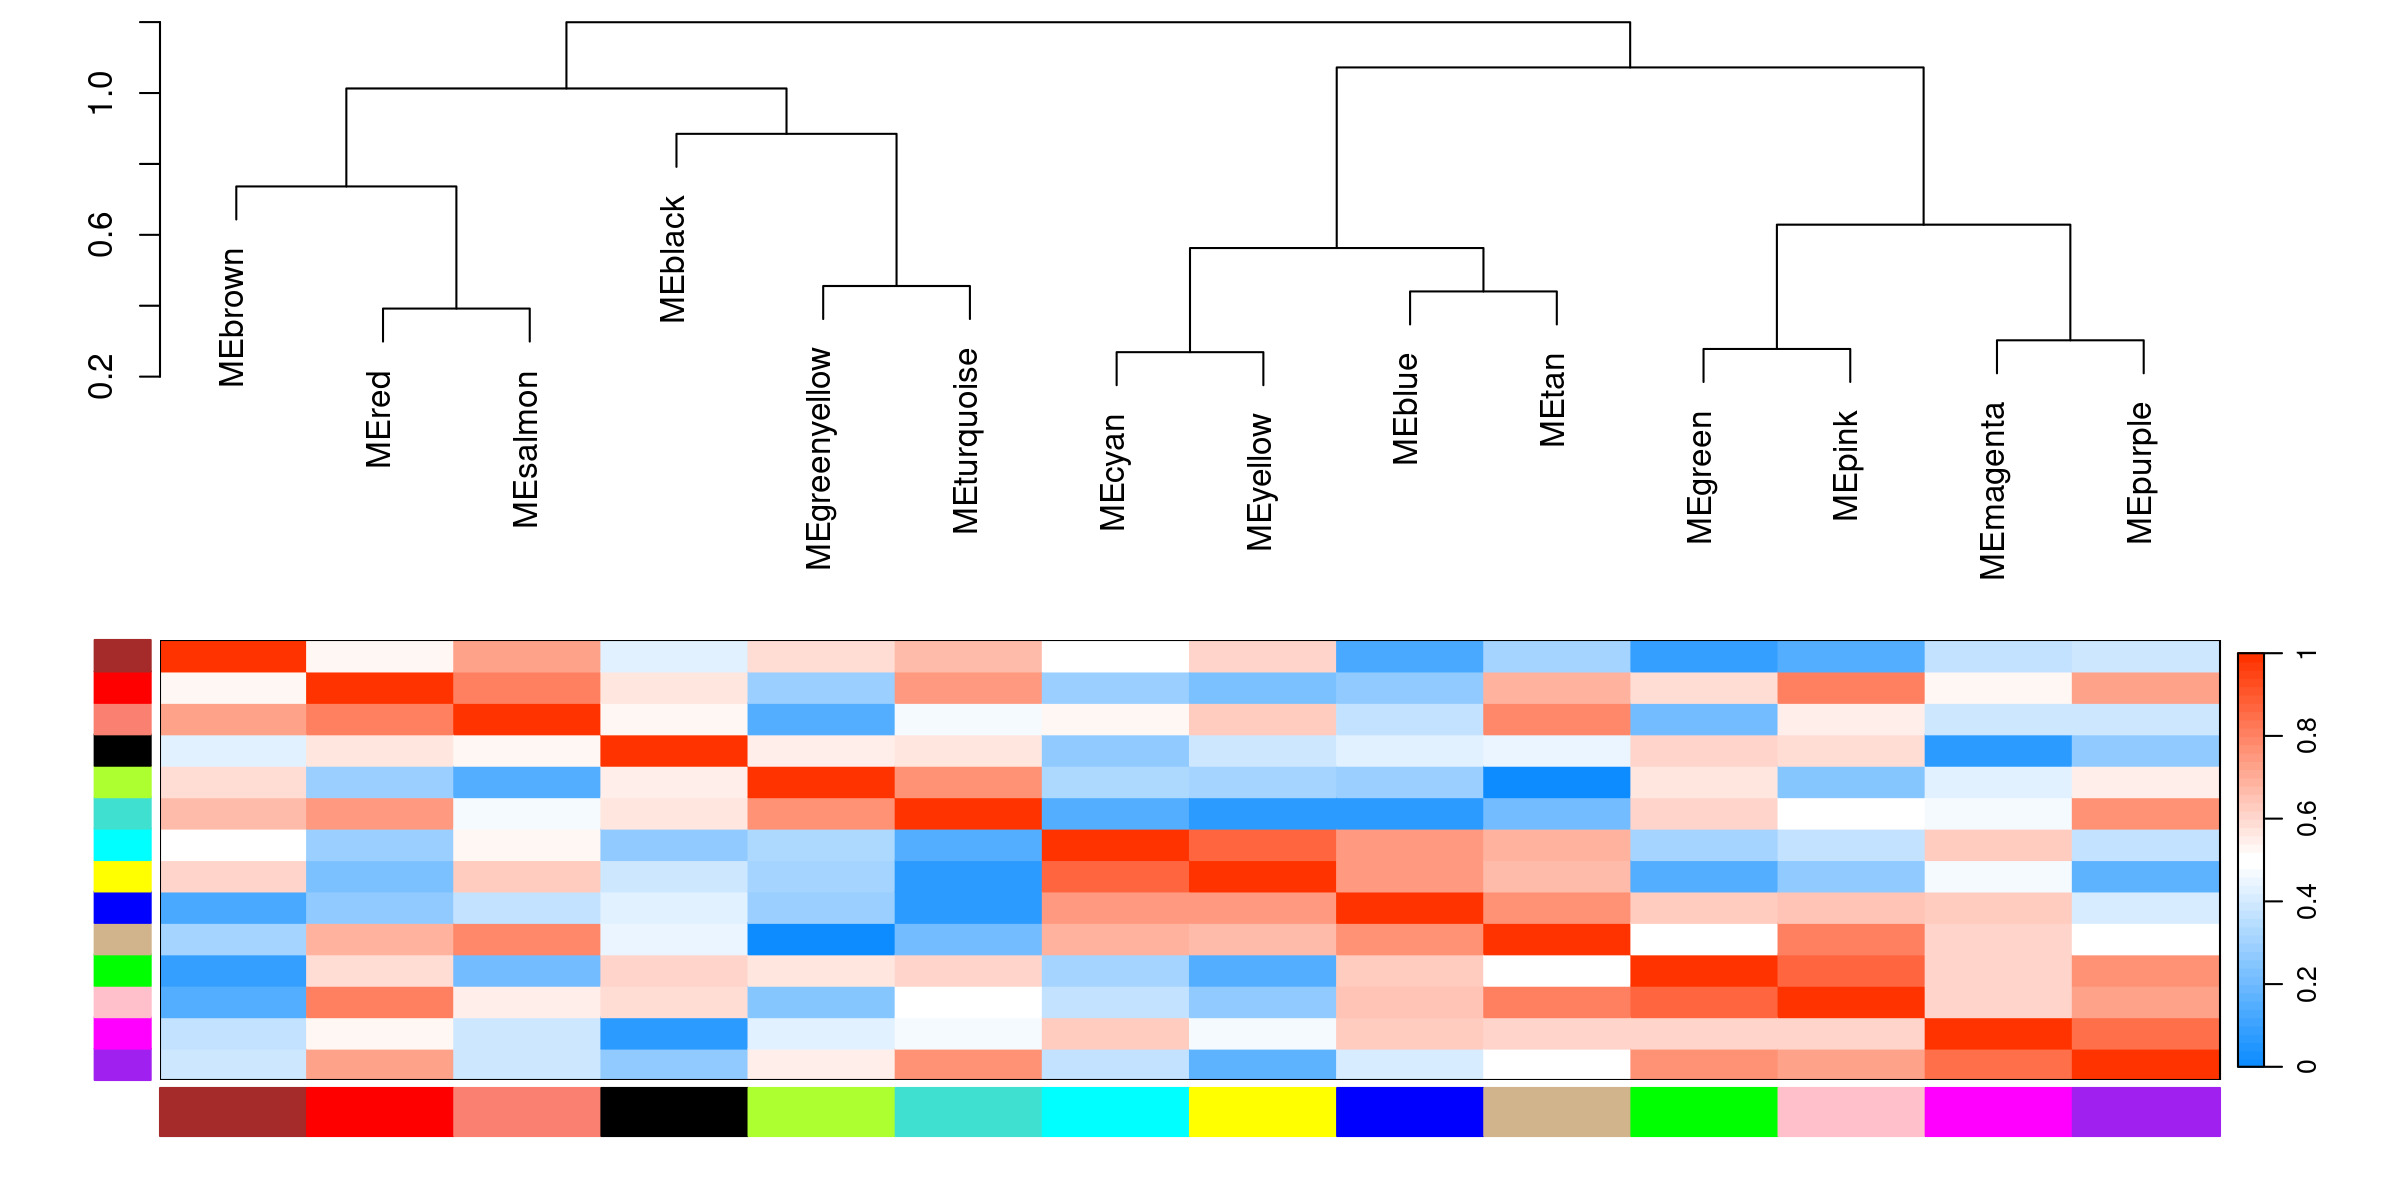 1.0
0.6
0.2
MEbrown
MEred
MEsalmon
MEblack
MEgreenyellow
MEturquoise
MEcyan
MEyellow
MEblue
MEtan
MEgreen
MEpink
MEmagenta
MEpurple
1
0.8
0.6
0.4
0.2
0